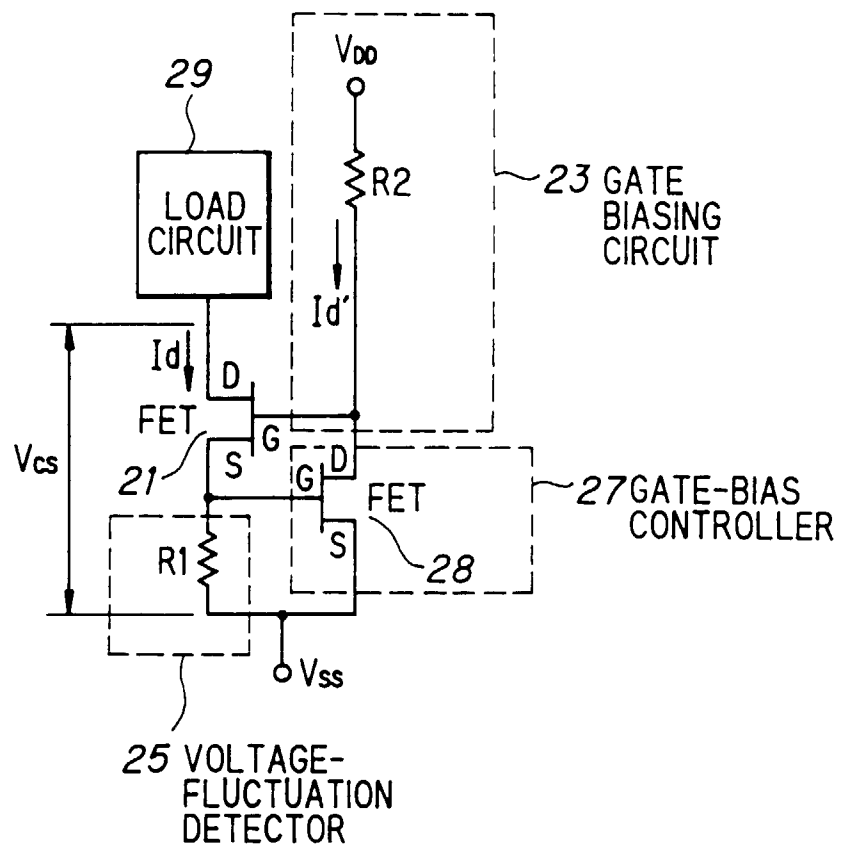 VDD
29
R2
23 GATE
BIASING
CIRCUIT
LOAD
CIRCUIT
Id'
Id
D
FET
G
Vcs
21
S
G
D
FET
27 GATE-BIAS
CONTROLLER
R1
S
28
Vss
25 VOLTAGE-
FLUCTUATION
DETECTOR